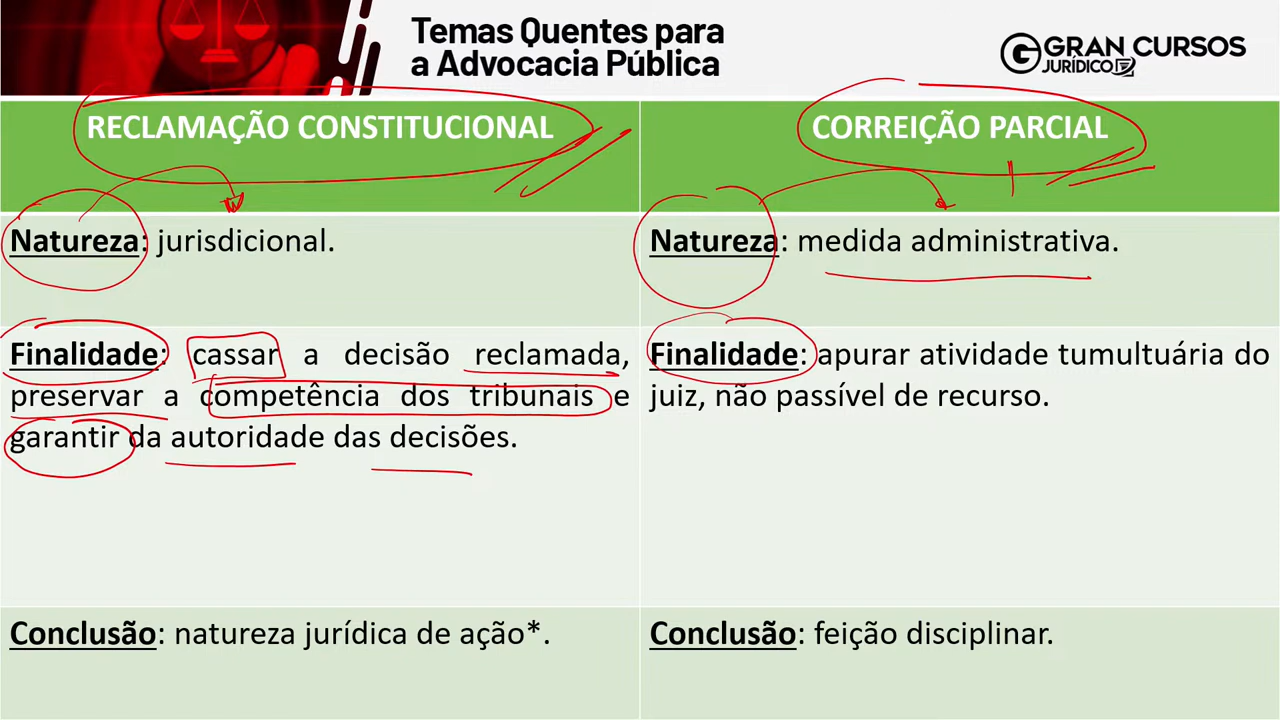 Temas Quentes para
a Advocacia Pública
GRAN CURSOS
JURÍDICO
RECLAMAÇÃO CONSTITUCIONAL
CORREIÇÃO PARCIAL
Natureza: jurisdicional.
Natureza: medida administrativa.
Finalidade: cassar a decisão reclamada,
preservar a competência dos tribunais e
garantir da autoridade das decisões.
Finalidade: apurar atividade tumultuária do
juiz, não passível de recurso.
Conclusão: natureza jurídica de ação*.
Conclusão: feição disciplinar.